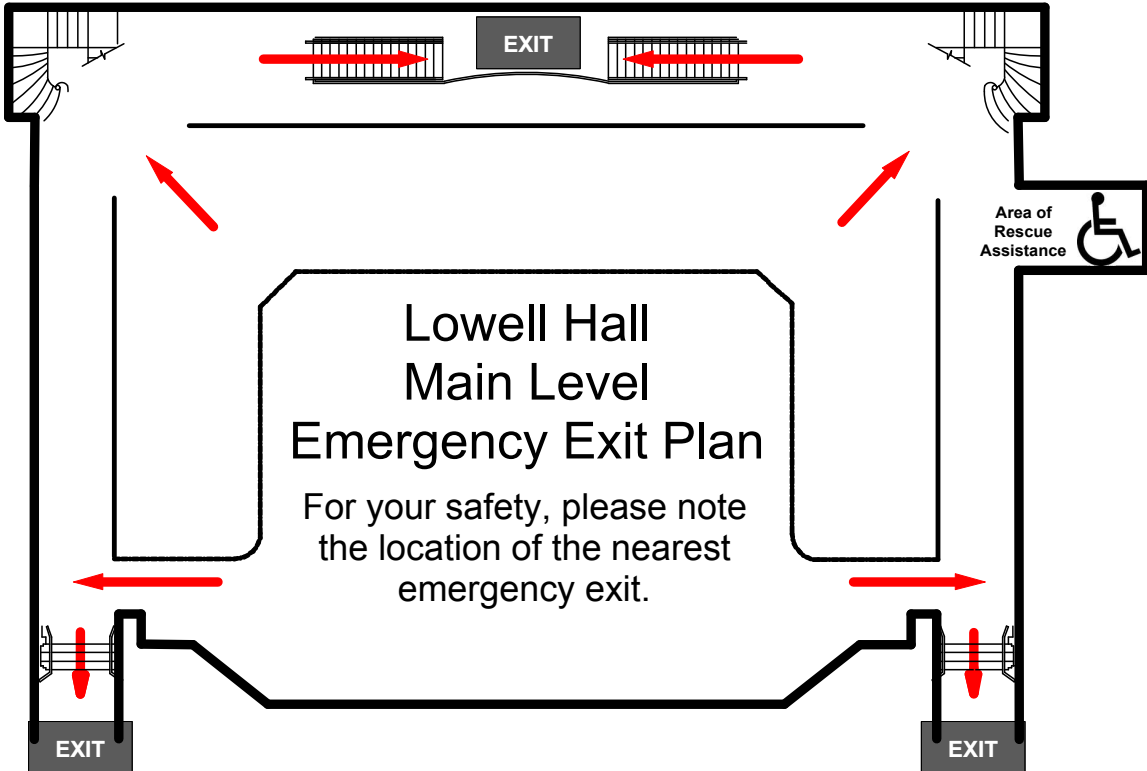 EXIT
Area of
Rescue
Assistance
Lowell Hall
Main Level
Emergency Exit Plan
For your safety, please note
the location of the nearest
emergency exit.
EXIT
EXIT